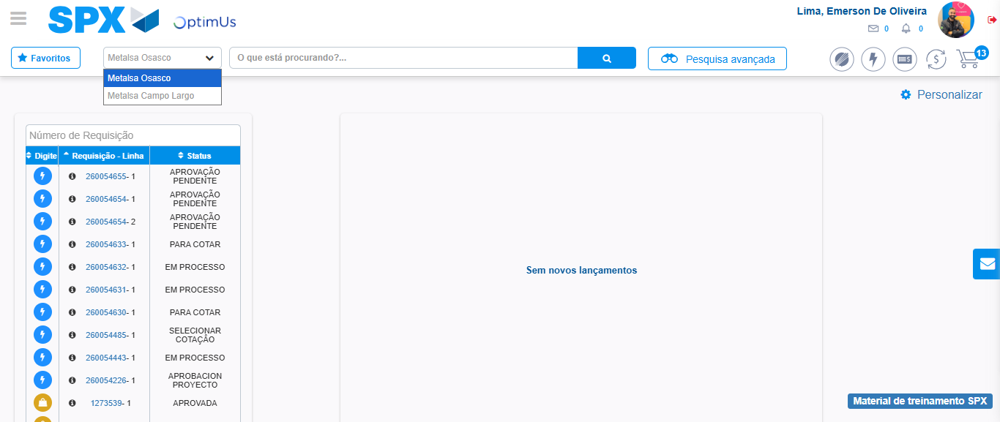 SPX
OptimUs
Lima, Emerson De Oliveira
0
0
Favoritos
Metalsa Osasco
O que está procurando?...
Pesquisa avançada
13
Metalsa Osasco
Metalsa Campo Largo
Personalizar
Número de Requisição
Digite
Requisição - Linha
Status
260054655- 1
APROVAÇÃO
PENDENTE
260054654- 1
APROVAÇÃO
PENDENTE
260054654- 2
APROVAÇÃO
PENDENTE
260054633- 1
PARA COTAR
260054632- 1
EM PROCESSO
260054631- 1
EM PROCESSO
260054630- 1
PARA COTAR
260054485- 1
SELECIONAR
COTAÇÃO
260054443- 1
EM PROCESSO
260054226- 1
APROBACION
PROYECTO
1273539- 1
APROVADA
Sem novos lançamentos
Material de treinamento SPX